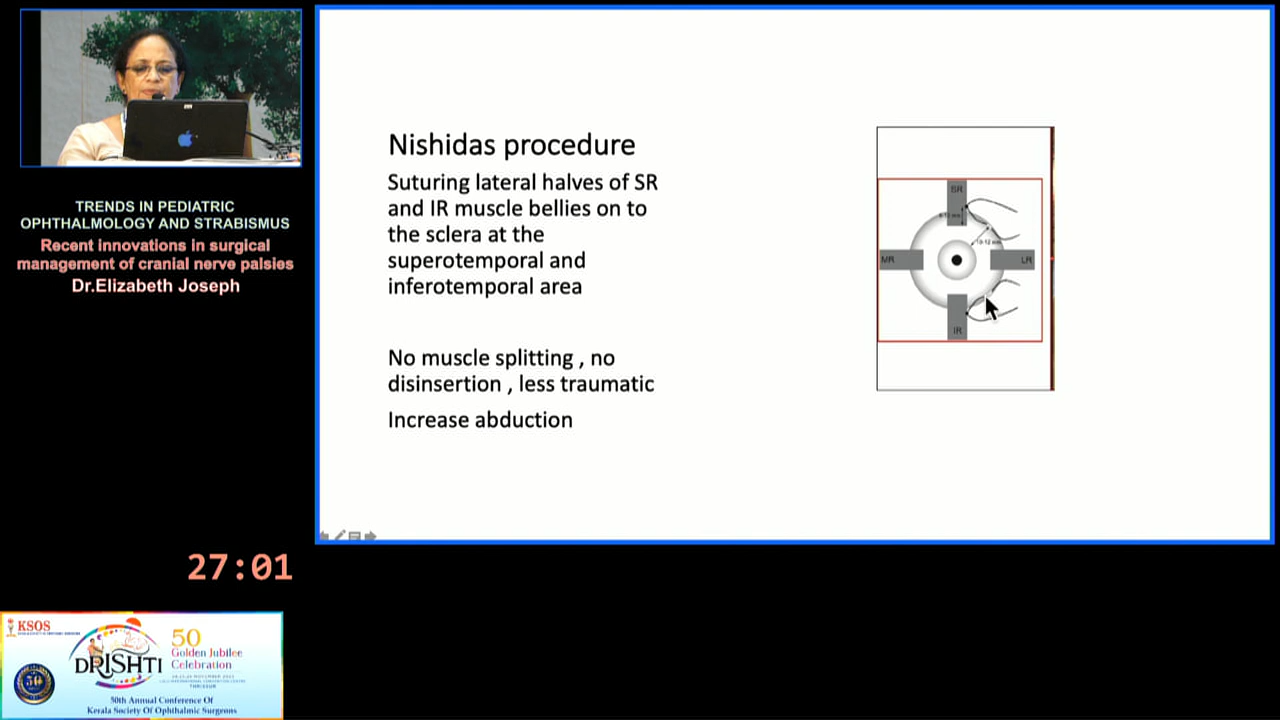 TRENDS IN PEDIATRIC
OPHTHALMOLOGY AND STRABISMUS
Recent innovations in surgical
management of cranial nerve palsies
Dr.Elizabeth Joseph
Nishidas procedure
Suturing lateral halves of SR
and IR muscle bellies on to
the sclera at the
superotemporal and
inferotemporal area
No muscle splitting , no
disinsertion , less traumatic
Increase abduction
SR
MR
LR
IR
27:01
KSOS
DRISHTI
50
Golden Jubilee
Celebration
50
50th Annual Conference Of
Kerala Society Of Ophthalmic Surgeons